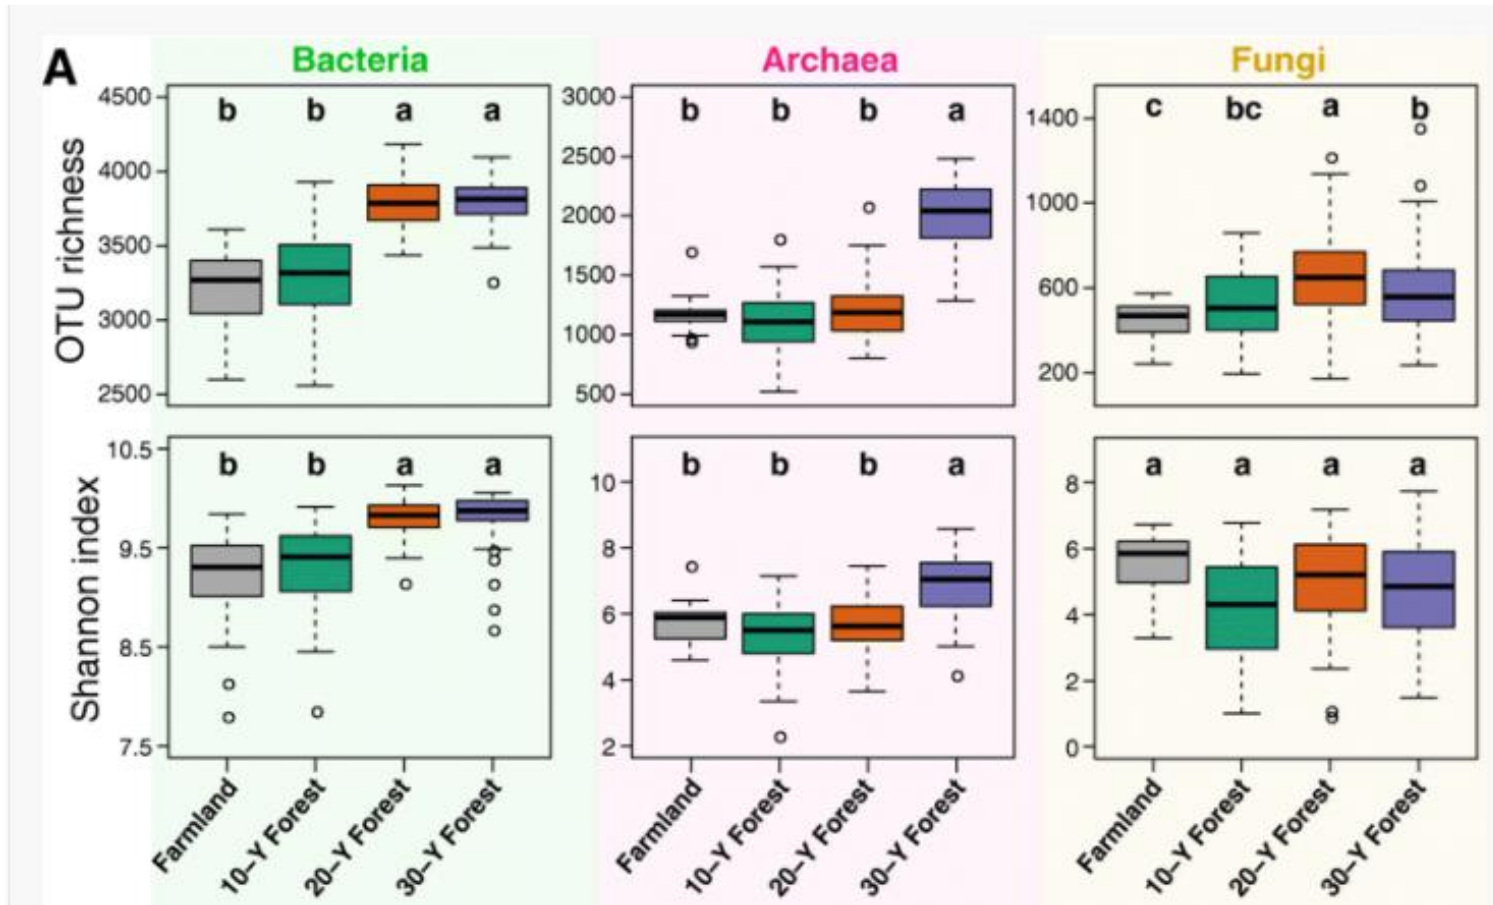 A
Bacteria
Archaea
Fungi
OTU richness
4500
4000
3500
3000
2500
b b a a
3000
2500
2000
1500
1000
500
b b b a
1400
1000
600
200
c bc a b
Shannon index
10.5
9.5
8.5
7.5
b b a a
10
8
6
4
2
b b b a
8
6
4
2
0
a a a a
Farmland
10–Y Forest
20–Y Forest
30–Y Forest
Farmland
10–Y Forest
20–Y Forest
30–Y Forest
Farmland
10–Y Forest
20–Y Forest
30–Y Forest